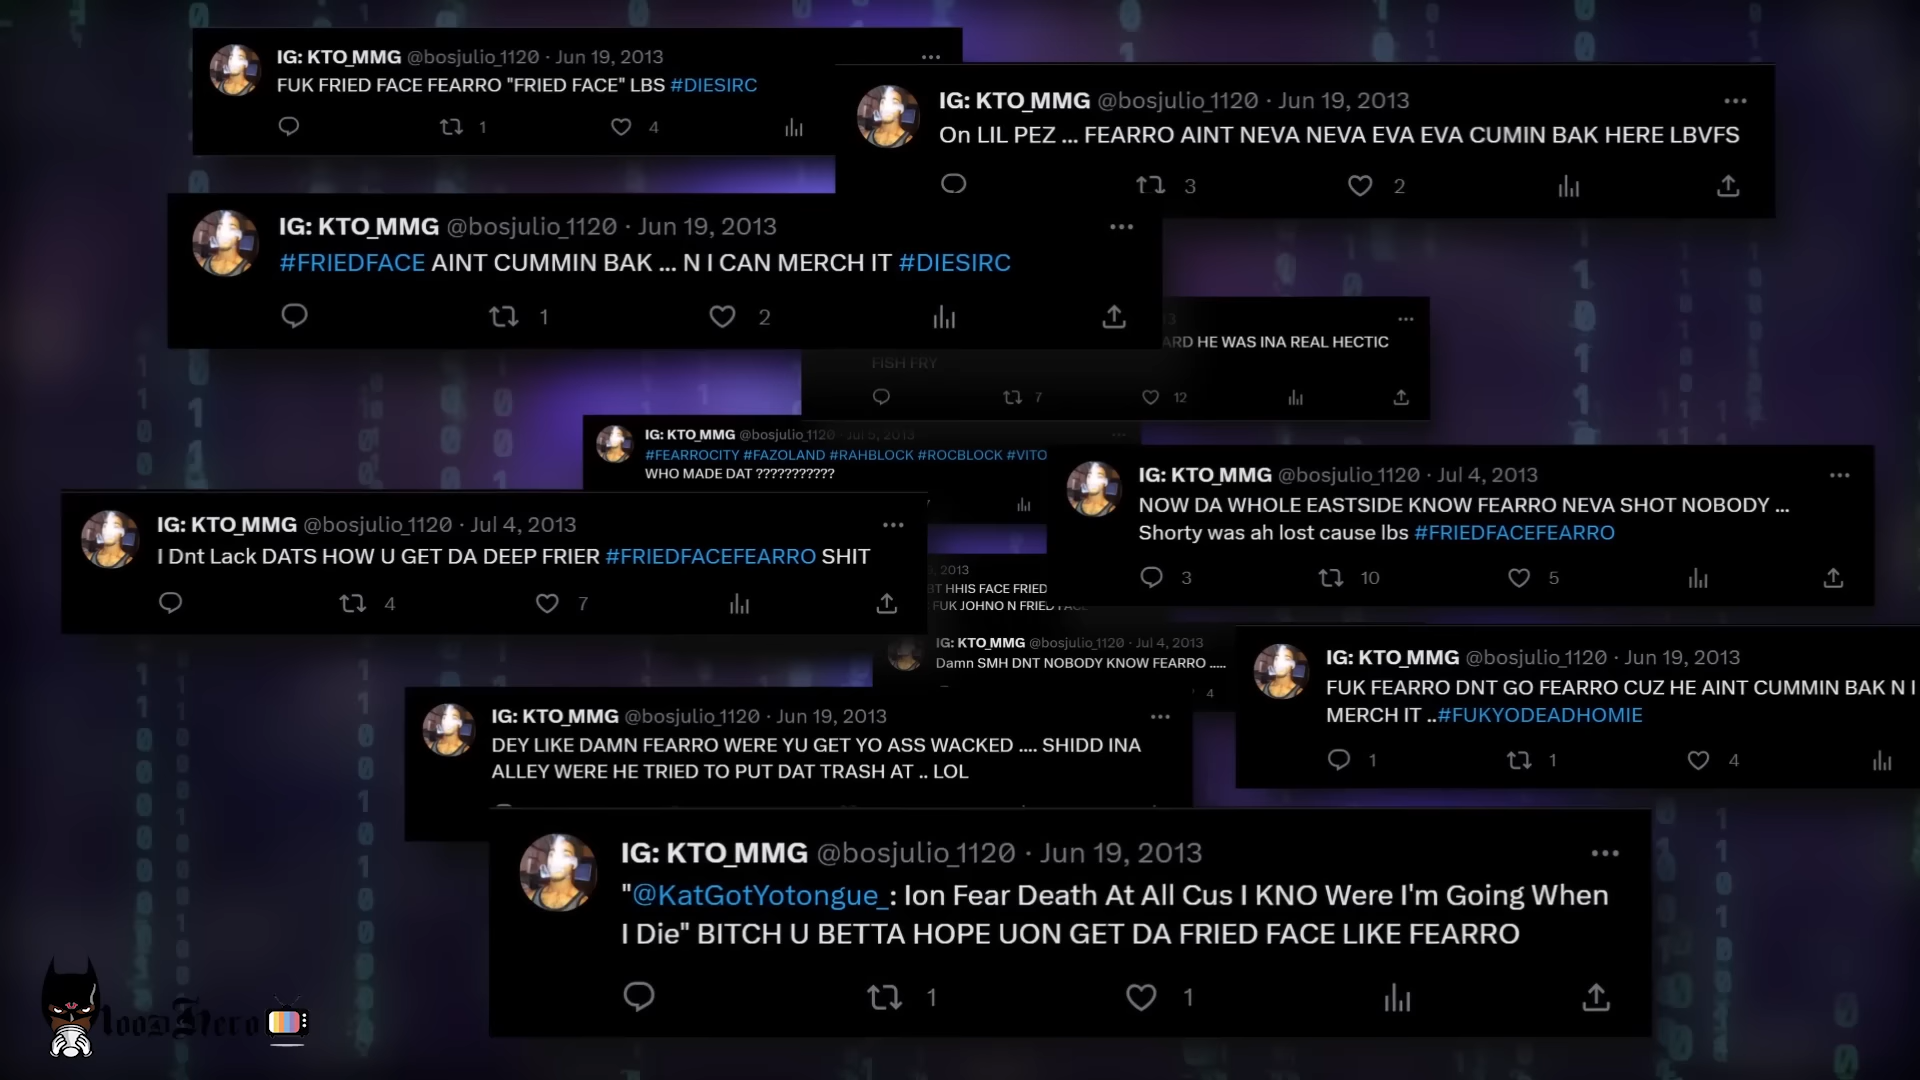 IG: KTO_MMG @bosjulio_1120 · Jun 19, 2013
FUK FRIED FACE FEARRO "FRIED FACE" LBS #DIESIRC
1 4
IG: KTO_MMG @bosjulio_1120 · Jun 19, 2013
On LIL PEZ ... FEARRO AINT NEVA NEVA EVA EVA CUMIN BAK HERE LBVFS
3 2
IG: KTO_MMG @bosjulio_1120 · Jun 19, 2013
#FRIEDFACE AINT CUMMIN BAK ... N I CAN MERCH IT #DIESIRC
1 2
HE WAS INA REAL HECTIC
FISH FRY
7 12
IG: KTO_MMG @bosjulio_1120 · Jul 5, 2013
#FEARROCITY #FAZOLAND #RAHBLOCK #ROCBLOCK #VITO
WHO MADE DAT ???????????
IG: KTO_MMG @bosjulio_1120 · Jul 4, 2013
NOW DA WHOLE EASTSIDE KNOW FEARRO NEVA SHOT NOBODY ...
Shorty was ah lost cause lbs #FRIEDFACEFEARRO
3 10 5
IG: KTO_MMG @bosjulio_1120 · Jul 4, 2013
I Dnt Lack DATS HOW U GET DA DEEP FRIER #FRIEDFACEFEARRO SHIT
4 7
2013
HHIS FACE FRIED
FUK JOHNO N FRIED FACE
IG: KTO_MMG @bosjulio_1120 · Jul 4, 2013
Damn SMH DNT NOBODY KNOW FEARRO .....
4
IG: KTO_MMG @bosjulio_1120 · Jun 19, 2013
FUK FEARRO DNT GO FEARRO CUZ HE AINT CUMMIN BAK N I
MERCH IT ..#FUKYODEADHOMIE
1 1 4
IG: KTO_MMG @bosjulio_1120 · Jun 19, 2013
DEY LIKE DAMN FEARRO WERE YU GET YO ASS WACKED .... SHIDD INA
ALLEY WERE HE TRIED TO PUT DAT TRASH AT .. LOL
IG: KTO_MMG @bosjulio_1120 · Jun 19, 2013
"@KatGotYotongue_: Ion Fear Death At All Cus I KNO Were I'm Going When
I Die" BITCH U BETTA HOPE UON GET DA FRIED FACE LIKE FEARRO
1 1